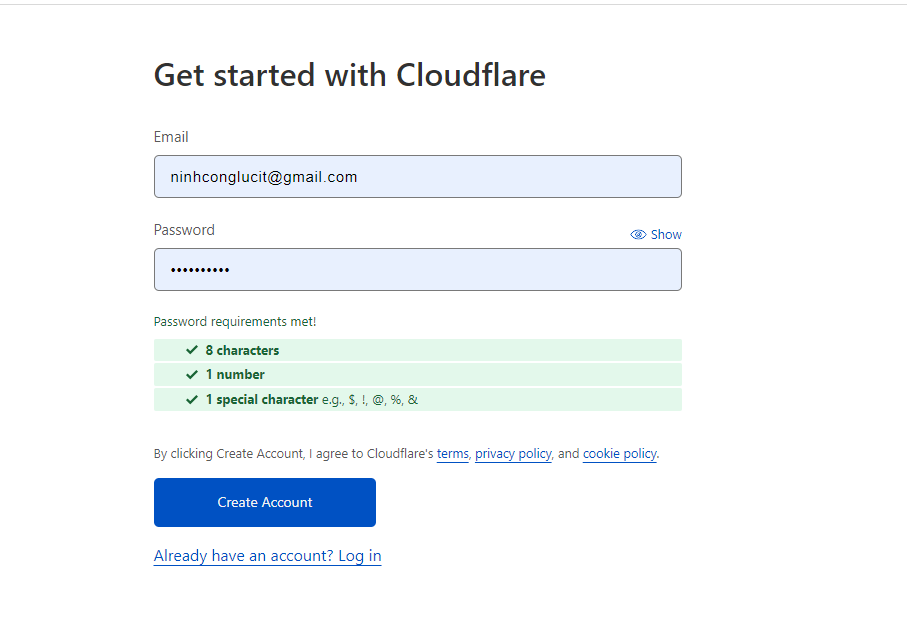 Get started with Cloudflare
Email
ninhconglucit@gmail.com
Password
Show
••••••••••
Password requirements met!
8 characters
1 number
1 special character e.g., $, !, @, %, &
By clicking Create Account, I agree to Cloudflare's terms, privacy policy, and cookie policy.
Create Account
Already have an account? Log in